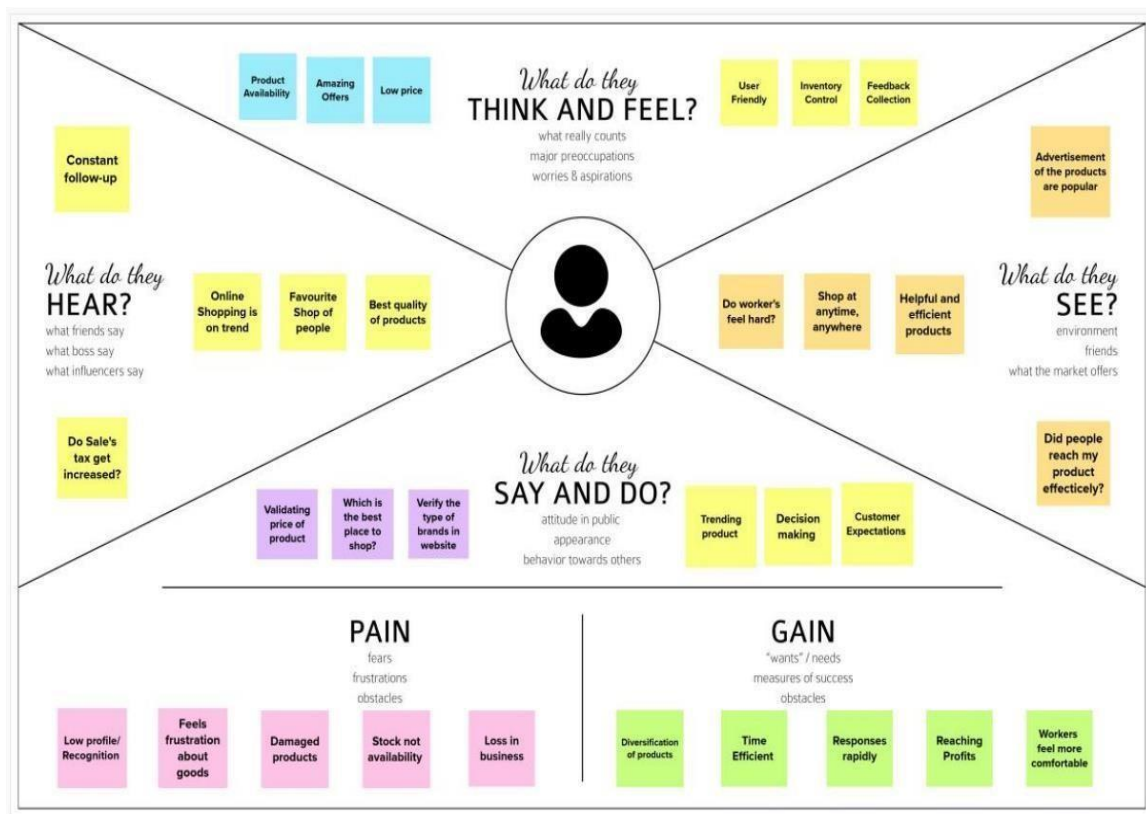 Product
Availability
Amazing
Offers
Low price
What do they
THINK AND FEEL?
what really counts
major preoccupations
worries & aspirations
User
Friendly
Inventory
Control
Feedback
Collection
Constant
follow-up
What do they
HEAR?
what friends say
what boss say
what influencers say
Online
Shopping is
on trend
Favourite
Shop of
people
Best quality
of products
Do Sale's
tax get
increased?
Advertisement
of the products
are popular
Do worker's
feel hard?
Shop at
anytime,
anywhere
Helpful and
efficient
products
What do they
SEE?
environment
friends
what the market offers
Did people
reach my
product
effecticely?
What do they
SAY AND DO?
attitude in public
appearance
behavior towards others
Validating
price of
product
Which is
the best
place to
shop?
Verify the
type of
brands in
website
Trending
product
Decision
making
Customer
Expectations
PAIN
fears
frustrations
obstacles
Low profile/
Recognition
Feels
frustration
about
goods
Damaged
products
Stock not
availability
Loss in
business
GAIN
"wants" / needs
measures of success
obstacles
Diversification
of products
Time
Efficient
Responses
rapidly
Reaching
Profits
Workers
feel more
comfortable